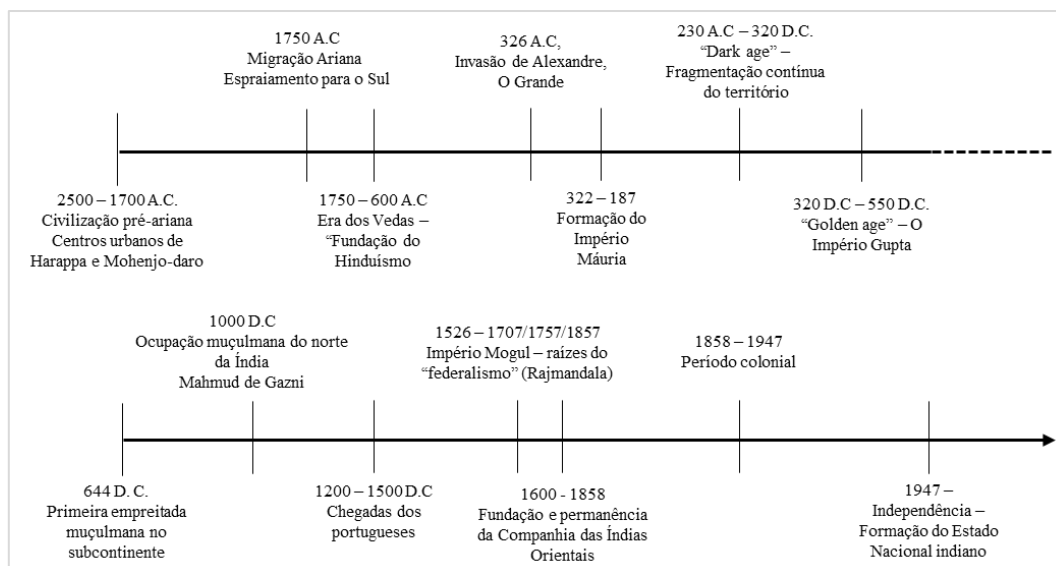 1750 A.C
Migração Ariana
Espraiamento para o Sul
326 A.C,
Invasão de Alexandre,
O Grande
230 A.C – 320 D.C.
“Dark age” –
Fragmentação contínua
do território
2500 – 1700 A.C.
Civilização pré-ariana
Centros urbanos de
Harappa e Mohenjo-daro
1750 – 600 A.C
Era dos Vedas –
“Fundação do
Hinduísmo
322 – 187
Formação do
Império
Máuria
320 D.C – 550 D.C.
“Golden age” – O
Império Gupta
1000 D.C
Ocupação muçulmana do norte
da Índia
Mahmud de Gazni
1526 – 1707/1757/1857
Império Mogul – raízes do
“federalismo” (Rajmandala)
1858 – 1947
Período colonial
644 D. C.
Primeira empreitada
muçulmana no
subcontinente
1200 – 1500 D.C
Chegadas dos
portugueses
1600 - 1858
Fundação e permanência
da Companhia das Índias
Orientais
1947 –
Independência –
Formação do Estado
Nacional indiano